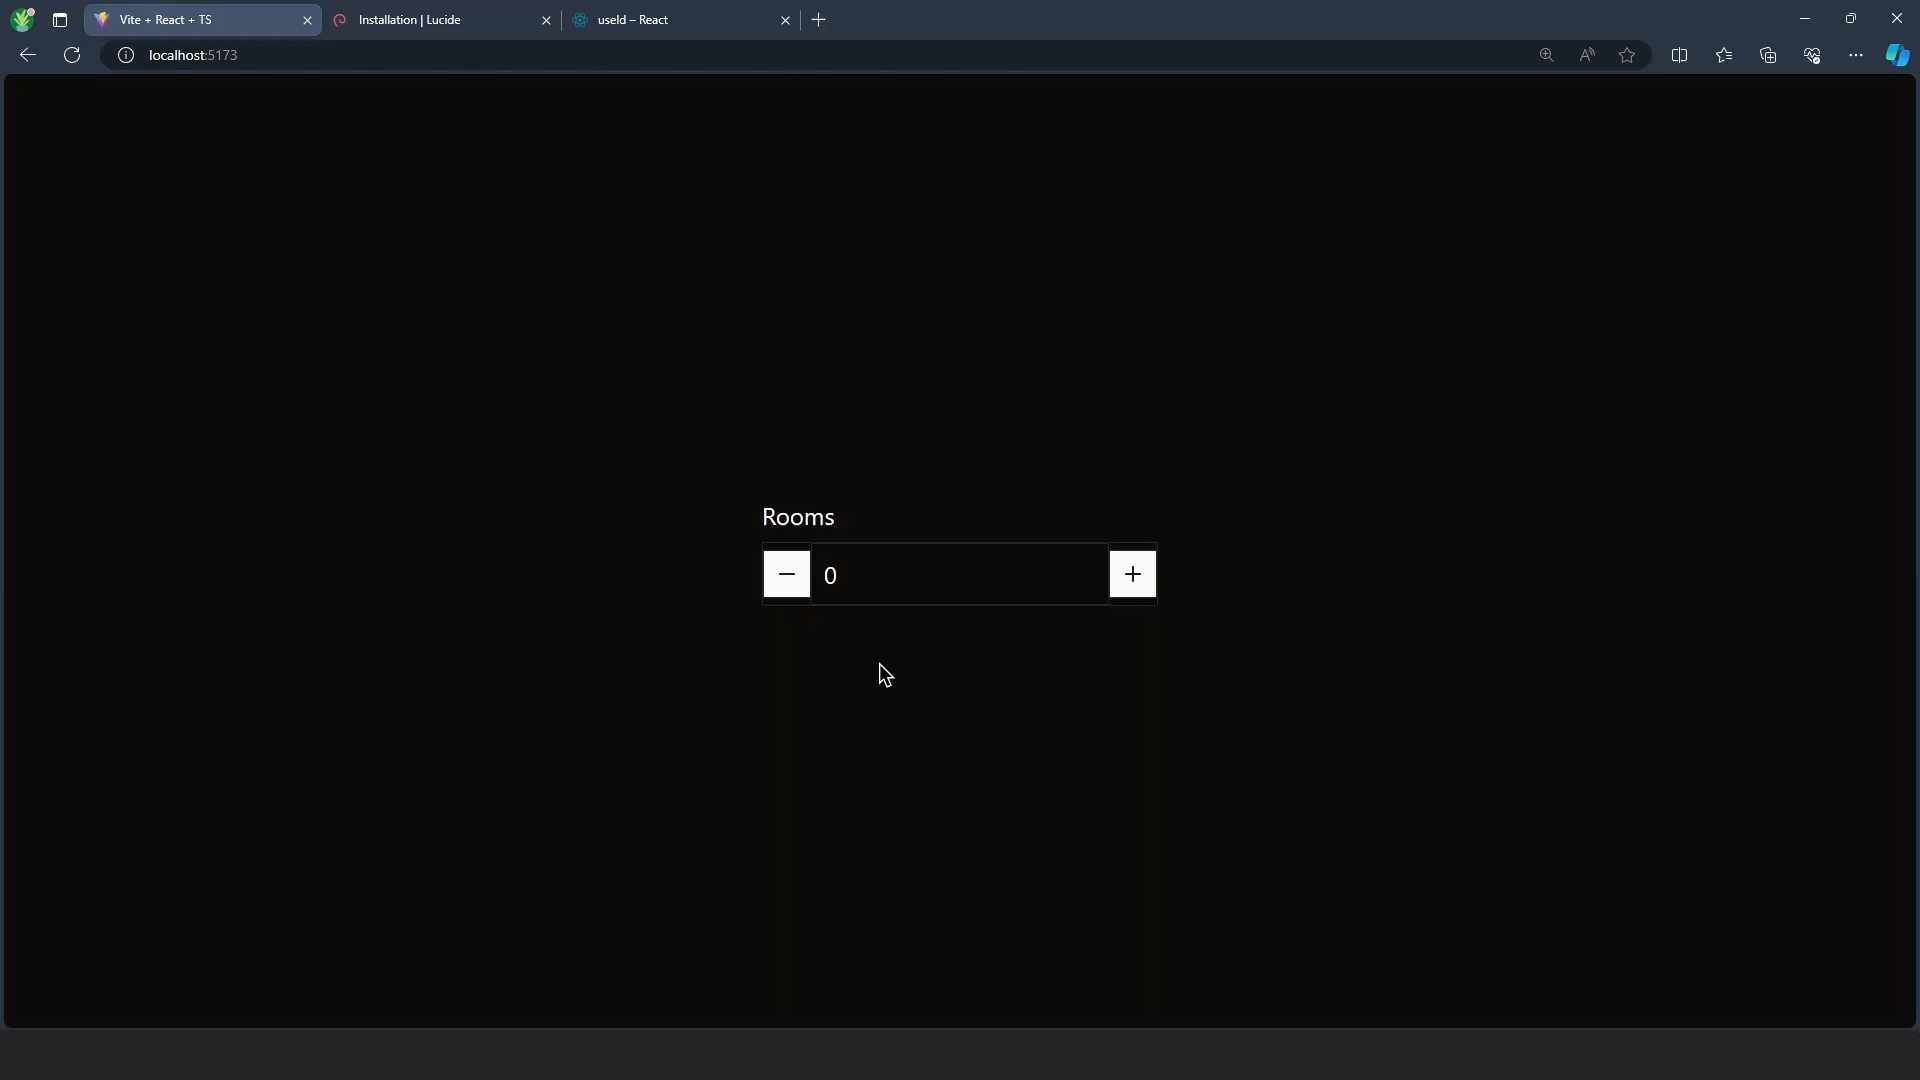 Vite + React + TS
Installation | Lucide
useId – React
localhost:5173
Rooms
0